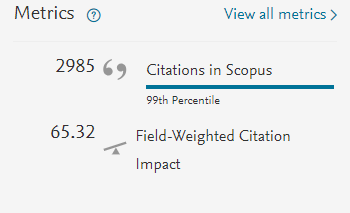 Metrics ?
View all metrics >
2985 Citations in Scopus
99th Percentile
65.32 Field-Weighted Citation
Impact